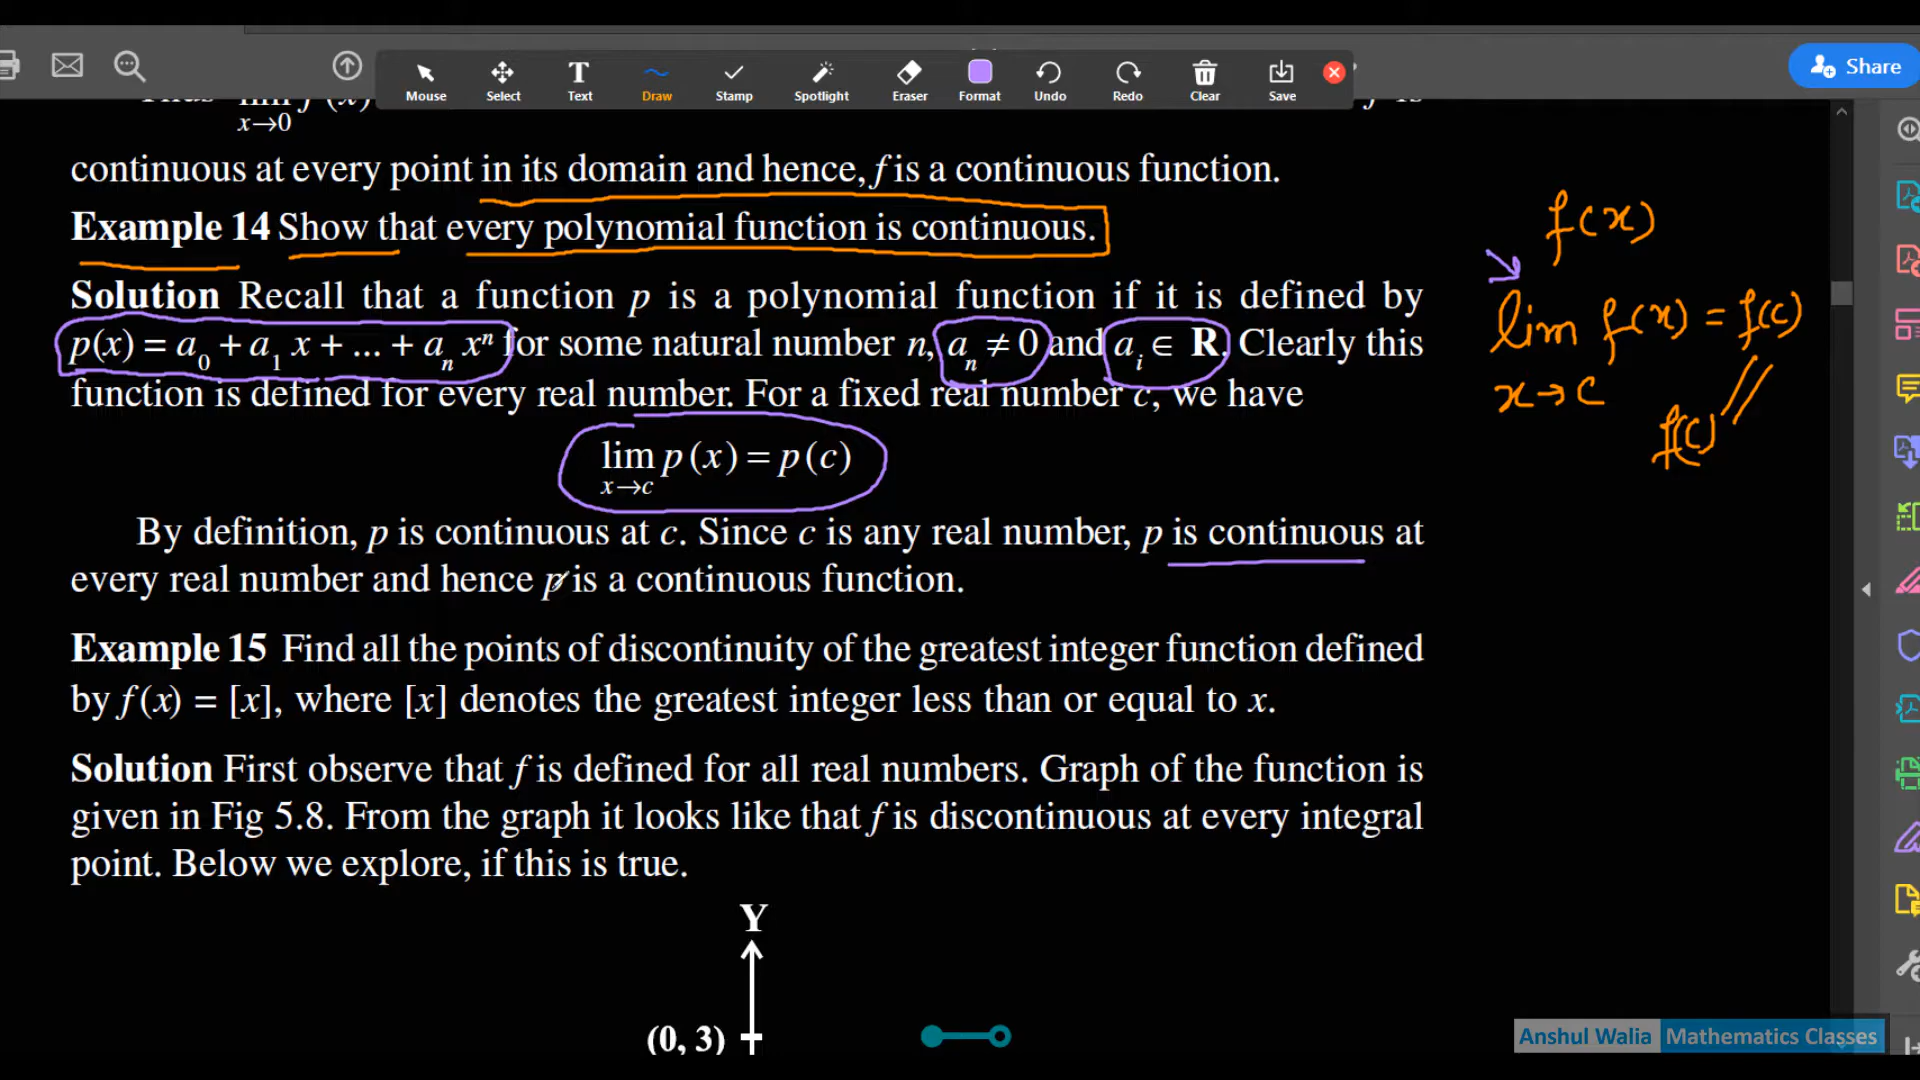 Share
Mouse Select Text Draw Stamp Spotlight Eraser Format Undo Redo Clear Save
x→0
continuous at every point in its domain and hence, f is a continuous function.
Example 14 Show that every polynomial function is continuous.
Solution Recall that a function p is a polynomial function if it is defined by
p(x) = a₀ + a₁ x + ... + aₙ xⁿ for some natural number n, aₙ ≠ 0 and aᵢ ∈ R. Clearly this
function is defined for every real number. For a fixed real number c, we have
lim p (x) = p (c)
x→c
By definition, p is continuous at c. Since c is any real number, p is continuous at
every real number and hence p is a continuous function.
Example 15 Find all the points of discontinuity of the greatest integer function defined
by f (x) = [x], where [x] denotes the greatest integer less than or equal to x.
Solution First observe that f is defined for all real numbers. Graph of the function is
given in Fig 5.8. From the graph it looks like that f is discontinuous at every integral
point. Below we explore, if this is true.
Y
(0, 3)
f(x)
lim f(x) = f(c)
x→c
f(c)
Anshul Walia Mathematics Classes